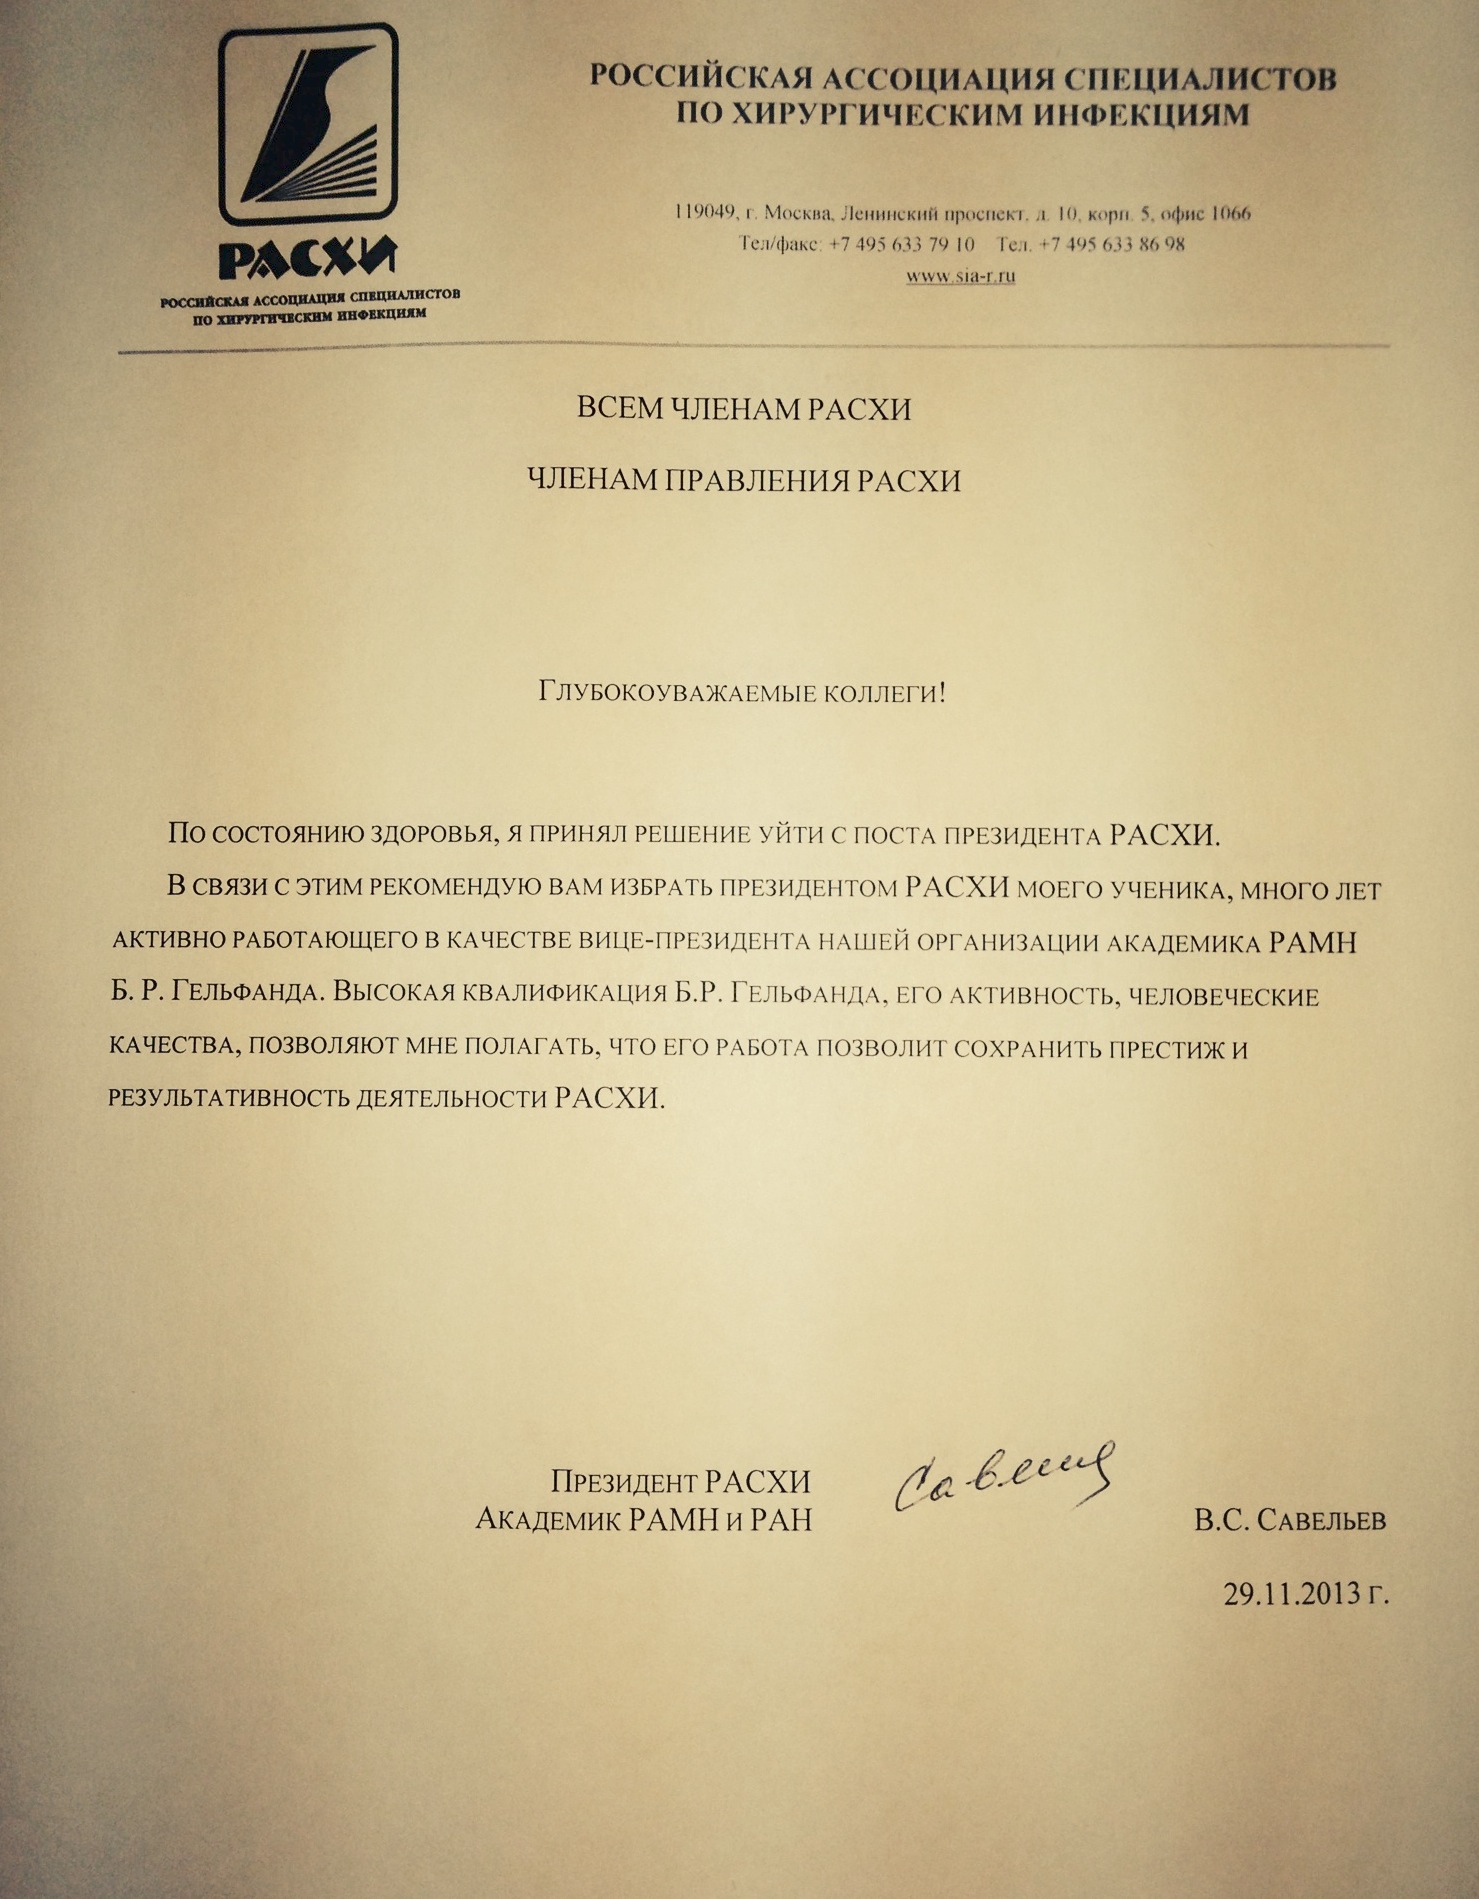 РАСХИ
РОССИЙСКАЯ АССОЦИАЦИЯ СПЕЦИАЛИСТОВ
ПО ХИРУРГИЧЕСКИМ ИНФЕКЦИЯМ
РОССИЙСКАЯ АССОЦИАЦИЯ СПЕЦИАЛИСТОВ
ПО ХИРУРГИЧЕСКИМ ИНФЕКЦИЯМ
119049, г. Москва, Ленинский проспект, д. 10, корп. 5, офис 1066
Тел/факс: +7 495 633 79 10 Тел. +7 495 633 86 98
www.sia-r.ru
ВСЕМ ЧЛЕНАМ РАСХИ
ЧЛЕНАМ ПРАВЛЕНИЯ РАСХИ
Глубокоуважаемые коллеги!
По состоянию здоровья, я принял решение уйти с поста президента РАСХИ.
В связи с этим рекомендую вам избрать президентом РАСХИ моего ученика, много лет
активно работающего в качестве вице-президента нашей организации академика РАМН
Б. Р. Гельфанда. Высокая квалификация Б.Р. Гельфанда, его активность, человеческие
качества, позволяют мне полагать, что его работа позволит сохранить престиж и
результативность деятельности РАСХИ.
Президент РАСХИ
Академик РАМН и РАН
В.С. Савельев
29.11.2013 г.